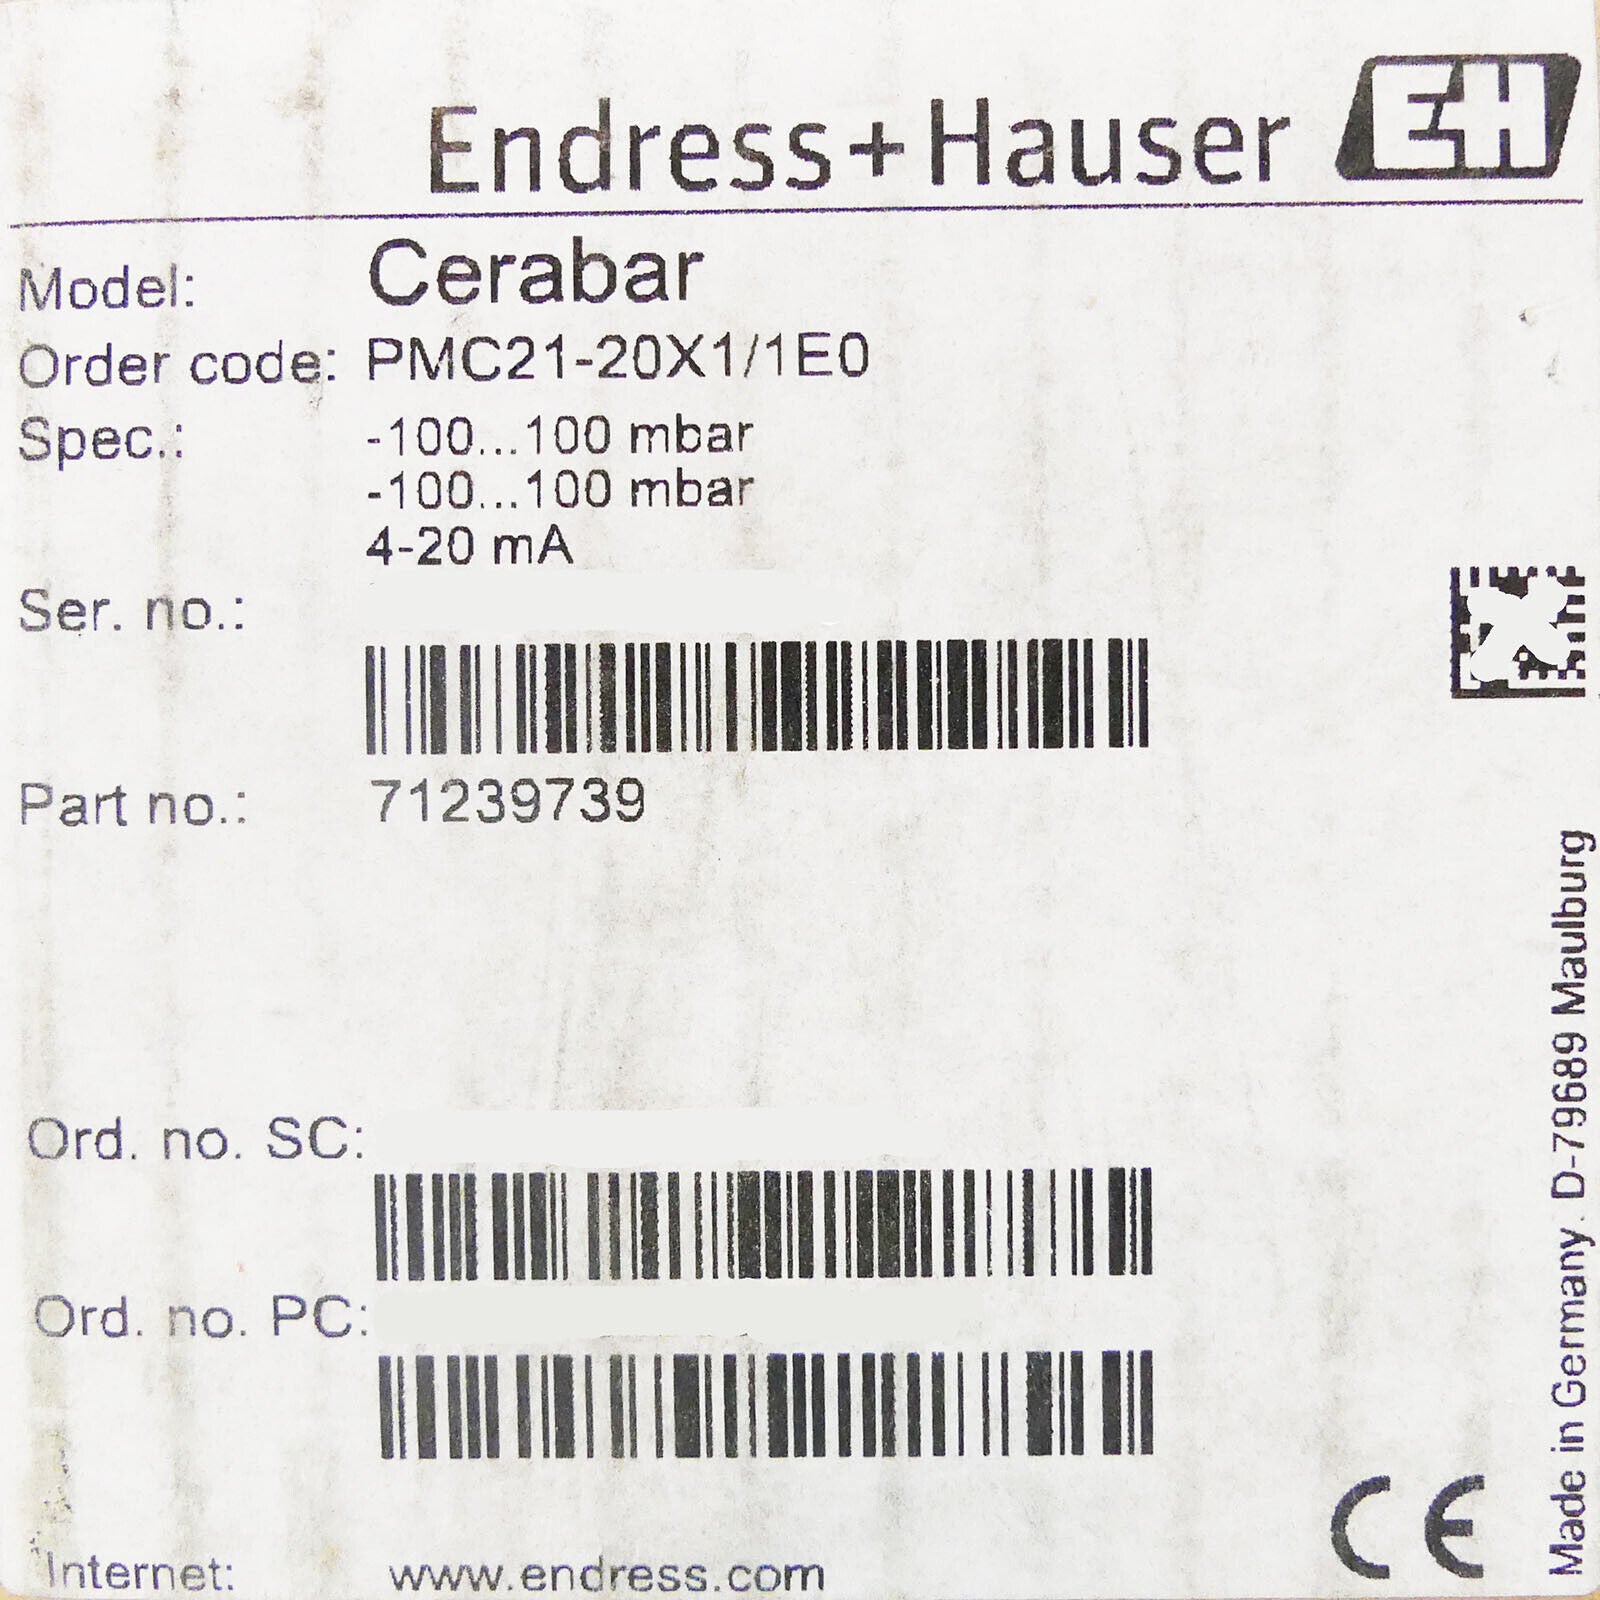 Endress+Hauser EH
Model: Cerabar
Order code: PMC21-20X1/1E0
Spec.: -100...100 mbar
-100...100 mbar
4-20 mA
Ser. no.:
Part no.: 71239739
Ord. no. SC:
Ord. no. PC:
Internet: www.endress.com
CE
Made in Germany. D-79689 Maulburg